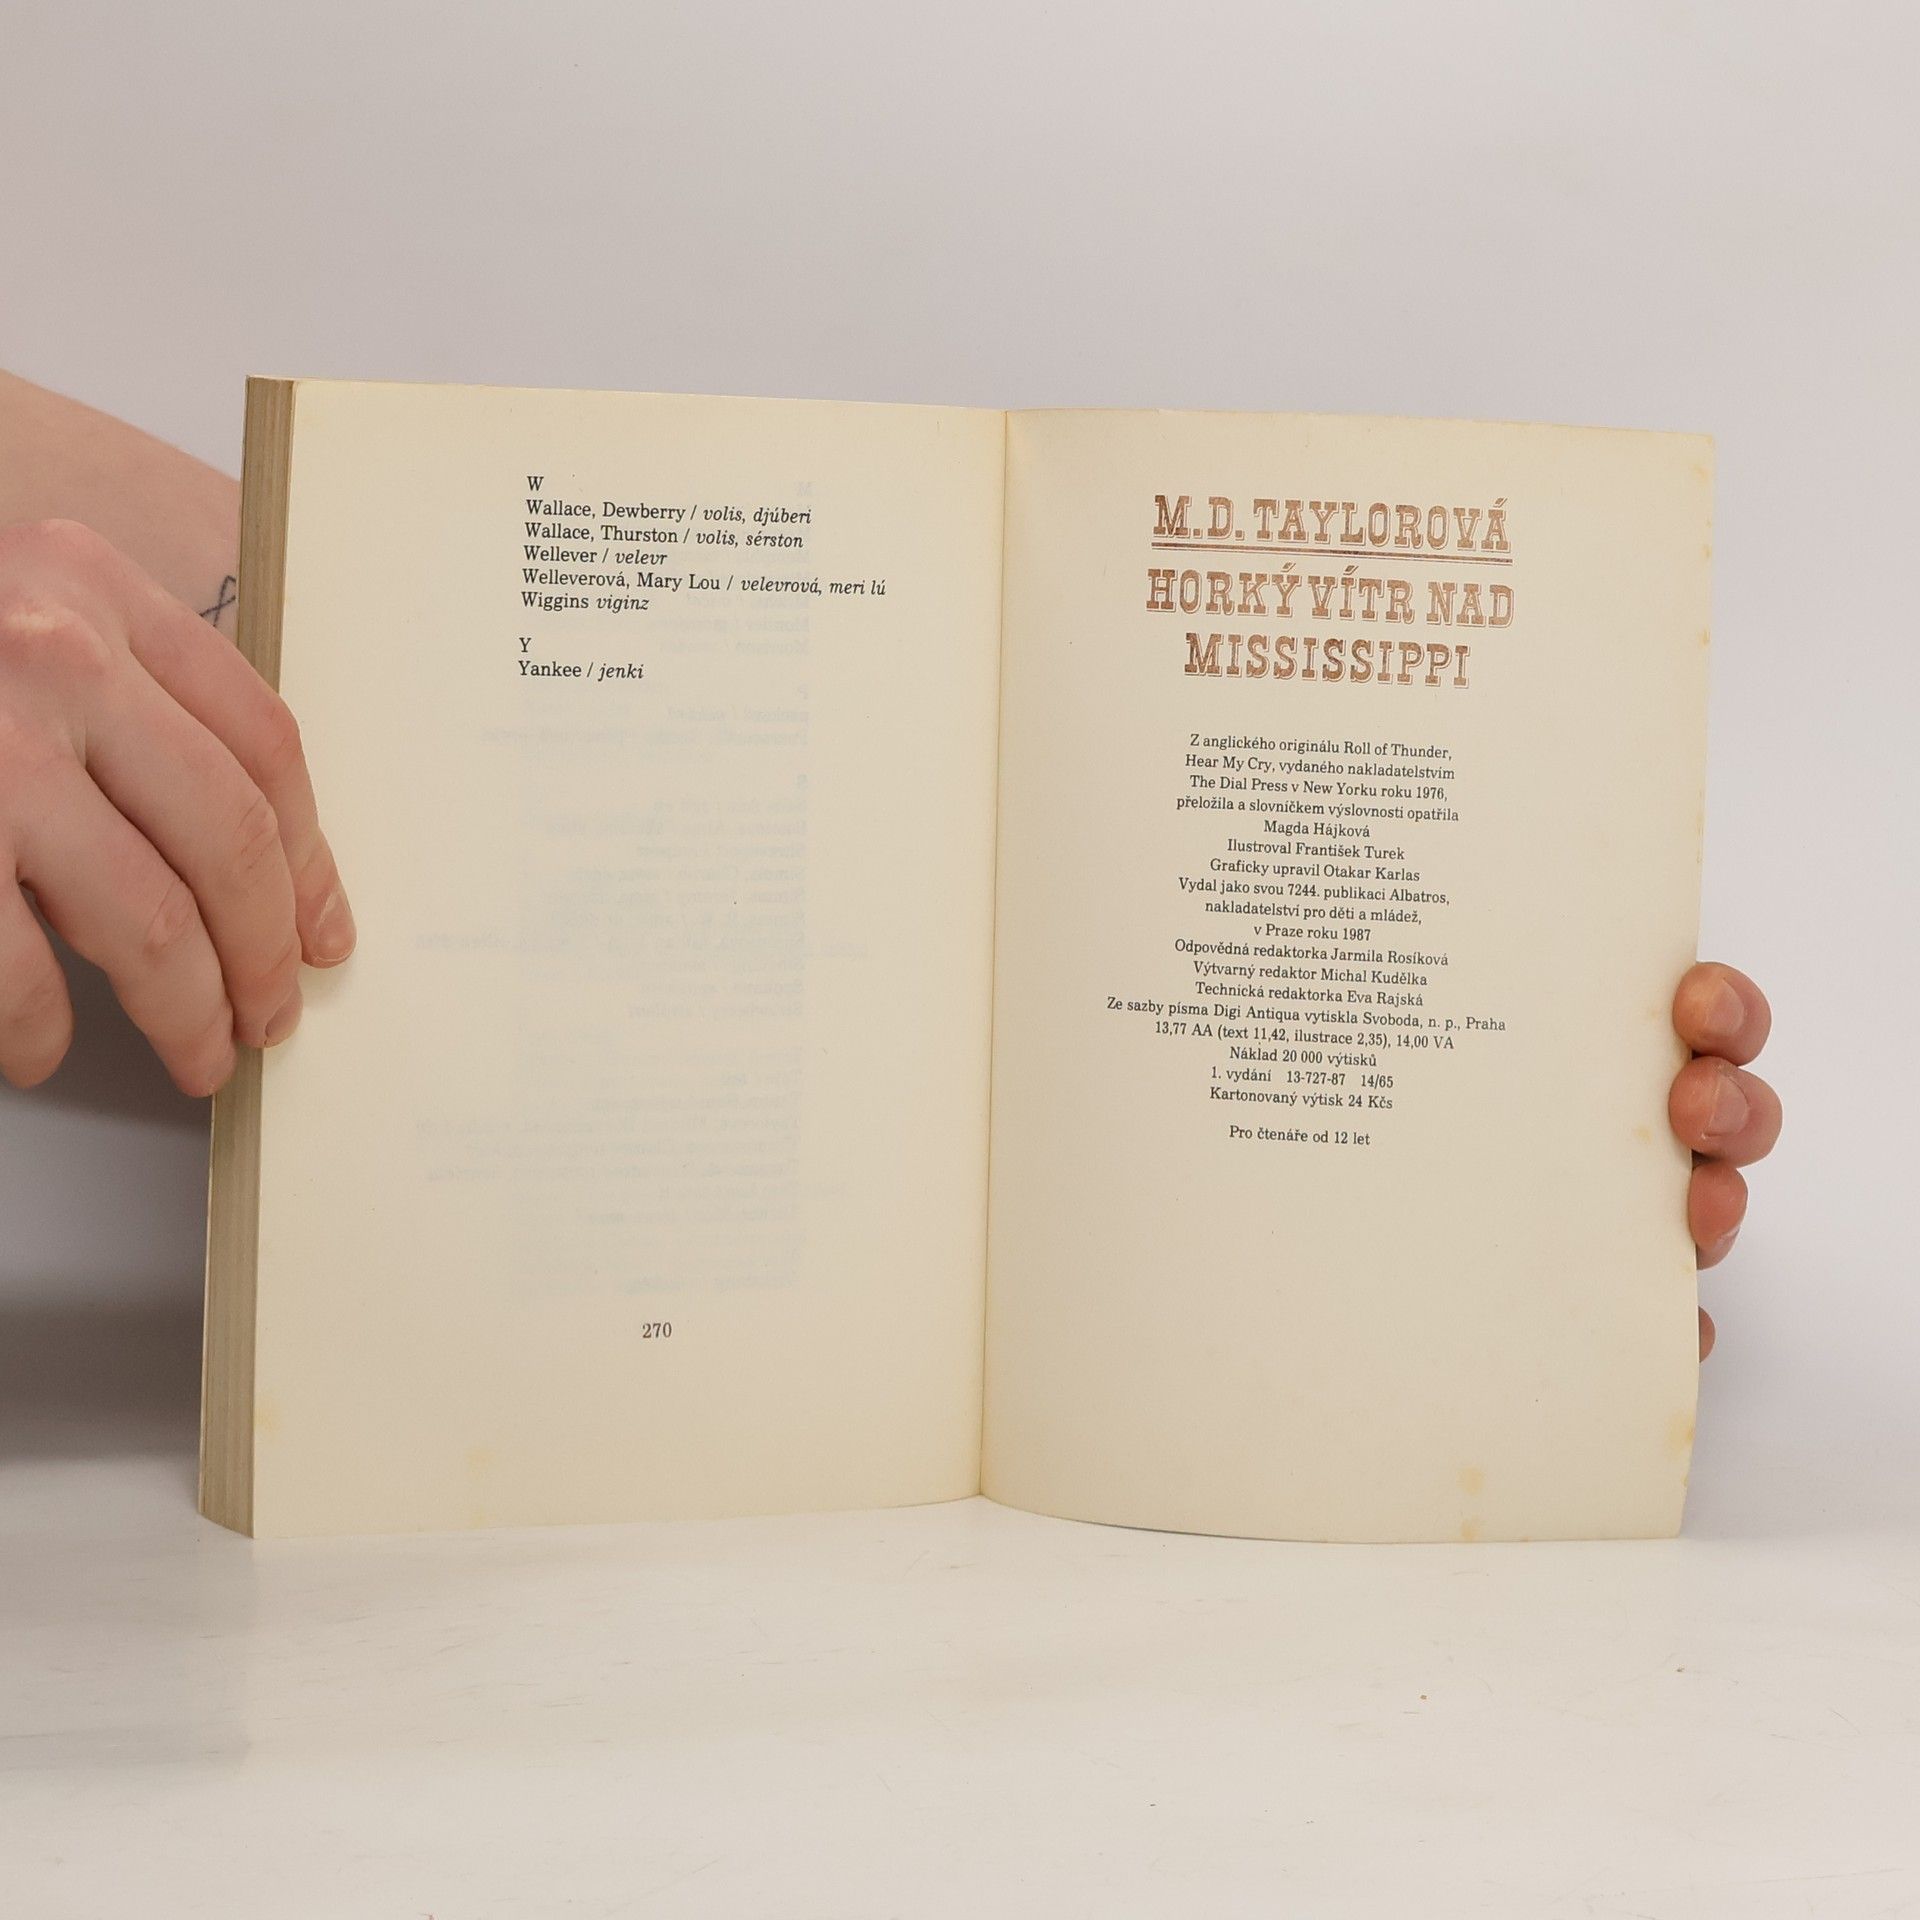 W
Wallace, Dewberry / volis, djúberi
Wallace, Thurston / volis, sérston
Wellever / velevr
Welleverová, Mary Lou / velevrová, meri lú
Wiggins viginz
Y
Yankee / jenki
270
M. D. TAYLOROVÁ
HORKÝ VÍTR NAD
MISSISSIPPI
Z anglického originálu Roll of Thunder,
Hear My Cry, vydaného nakladatelstvím
The Dial Press v New Yorku roku 1976,
přeložila a slovníčkem výslovnosti opatřila
Magda Hájková
Ilustroval František Turek
Graficky upravil Otakar Karlas
Vydal jako svou 7244. publikaci Albatros,
nakladatelství pro děti a mládež,
v Praze roku 1987
Odpovědná redaktorka Jarmila Rosíková
Výtvarný redaktor Michal Kudělka
Technická redaktorka Eva Rajská
Ze sazby písma Digi Antiqua vytiskla Svoboda, n. p., Praha
13,77 AA (text 11,42, ilustrace 2,35), 14,00 VA
Náklad 20 000 výtisků
1. vydání 13-727-87 14/65
Kartonovaný výtisk 24 Kčs
Pro čtenáře od 12 let